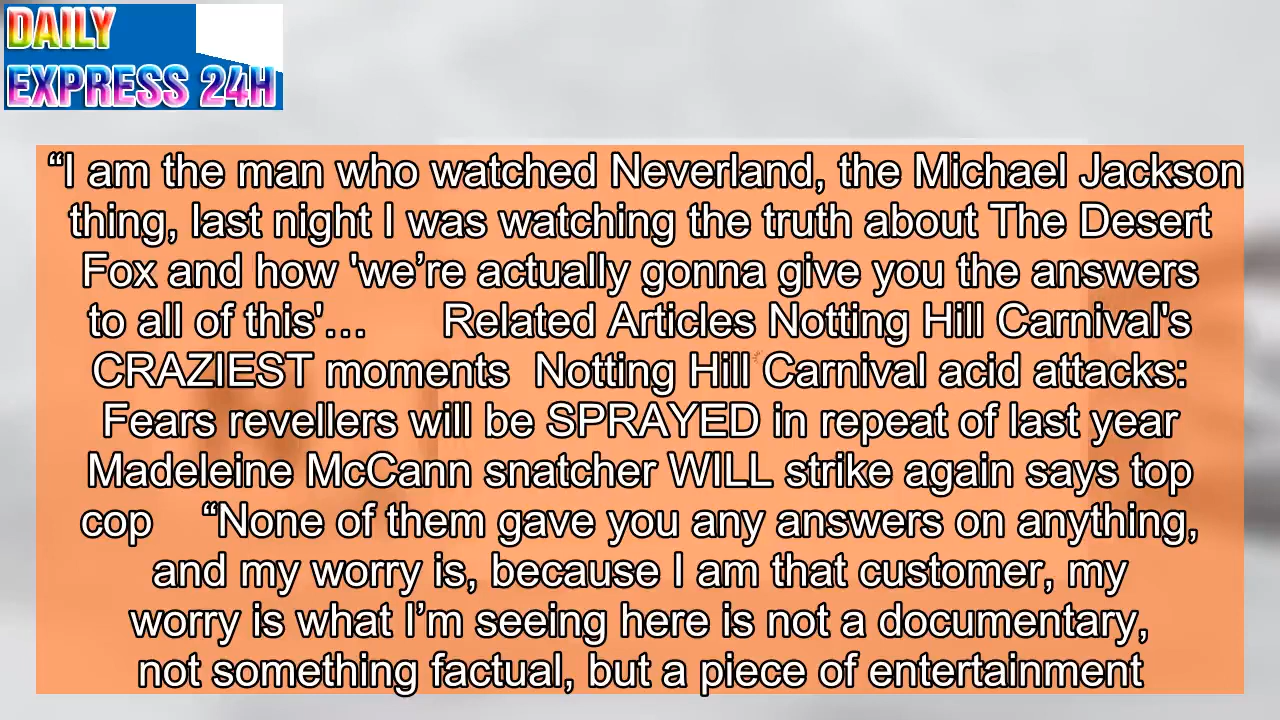 DAILY
EXPRESS 24H
“I am the man who watched Neverland, the Michael Jackson
thing, last night I was watching the truth about The Desert
Fox and how 'we’re actually gonna give you the answers
to all of this'… Related Articles Notting Hill Carnival's
CRAZIEST moments Notting Hill Carnival acid attacks:
Fears revellers will be SPRAYED in repeat of last year
Madeleine McCann snatcher WILL strike again says top
cop “None of them gave you any answers on anything,
and my worry is, because I am that customer, my
worry is what I’m seeing here is not a documentary,
not something factual, but a piece of entertainment